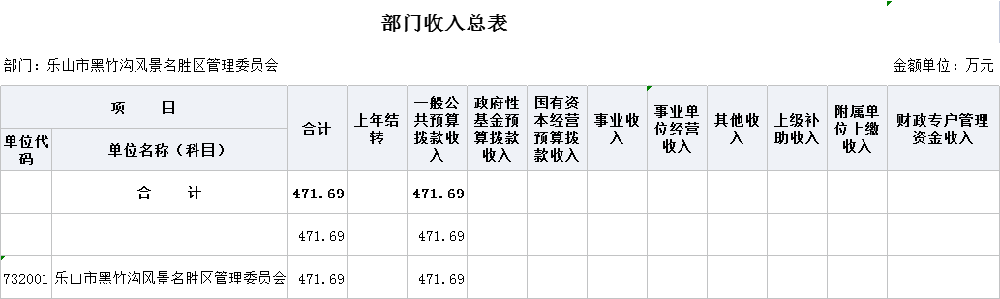 部门收入总表
部门：乐山市黑竹沟风景名胜区管理委员会 金额单位：万元
项 目
单位代码
单位名称（科目）
合计
上年结转
一般公共预算拨款收入
政府性基金预算拨款收入
国有资本经营预算拨款收入
事业收入
事业单位经营收入
其他收入
上级补助收入
附属单位上缴收入
财政专户管理资金收入
合 计 471.69 471.69
471.69 471.69
732001 乐山市黑竹沟风景名胜区管理委员会 471.69 471.69